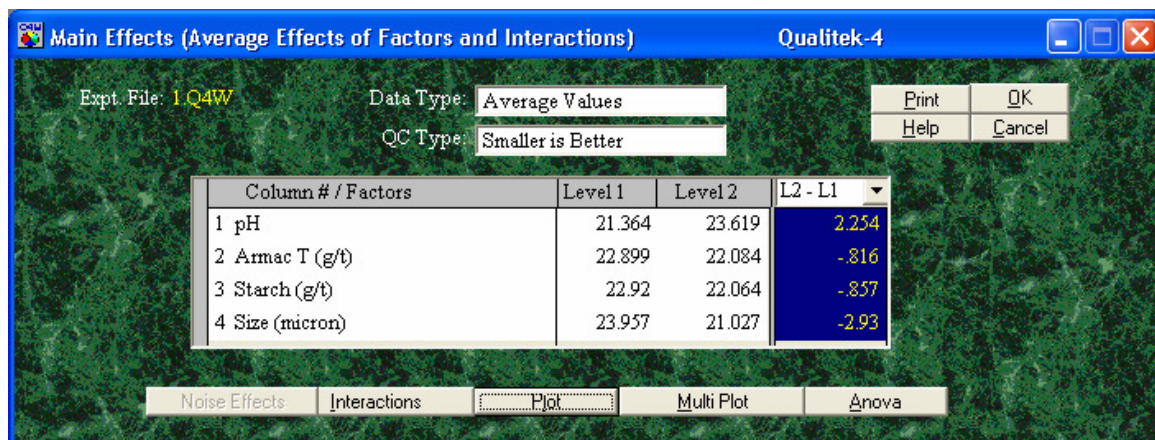 Main Effects (Average Effects of Factors and Interactions) Qualitek-4
Expt. File: 1.Q4W Data Type: Average Values Print OK
QC Type: Smaller is Better Help Cancel
Column # / Factors Level 1 Level 2 L2 - L1
1 pH 21.364 23.619 2.254
2 Armac T (g/t) 22.899 22.084 -.816
3 Starch (g/t) 22.92 22.064 -.857
4 Size (micron) 23.957 21.027 -2.93
Noise Effects Interactions Plot Multi Plot Anova